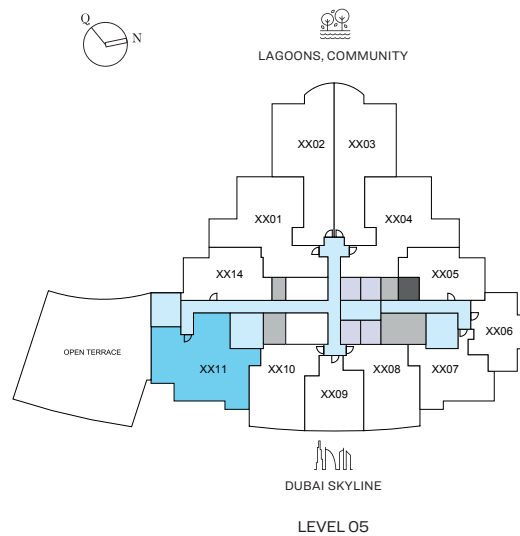 Q
N
LAGOONS, COMMUNITY
XX02
XX03
XX01
XX04
XX14
XX05
XX06
OPEN TERRACE
XX11
XX10
XX09
XX08
XX07
DUBAI SKYLINE
LEVEL 05